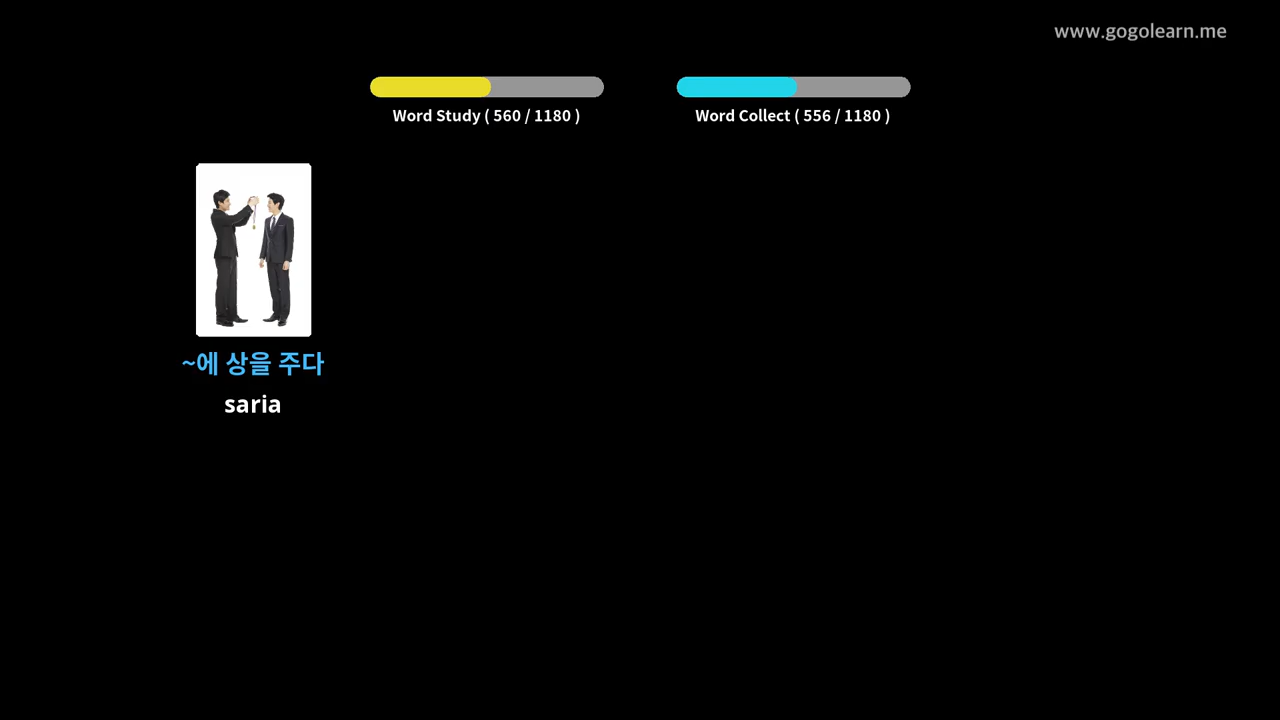 www.gogolearn.me
Word Study ( 560 / 1180 )
Word Collect ( 556 / 1180 )
~에 상을 주다
saria